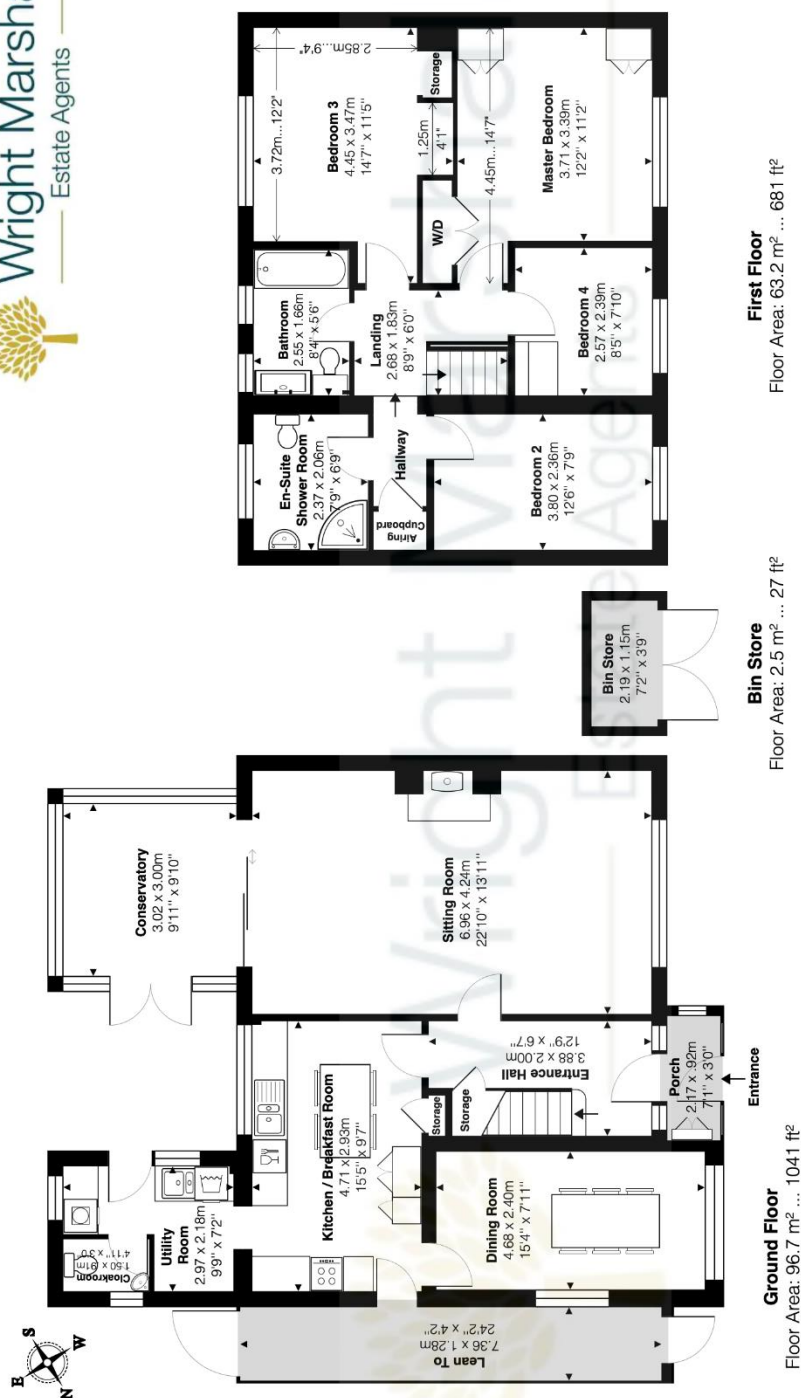 Wright Marsha
Estate Agents
N
E
S
W
Conservatory
3.02 x 3.00m
9'11" x 9'10"
Cloakroom
1.50 x .91m
4'11" x 3'0"
Utility
Room
2.97 x 2.18m
9'9" x 7'2"
Kitchen / Breakfast Room
4.71 x 2.93m
15'5" x 9'7"
Sitting Room
6.96 x 4.24m
22'10" x 13'11"
Storage
Storage
Entrance Hall
3.88 x 2.00m
12'9" x 6'7"
Dining Room
4.68 x 2.40m
15'4" x 7'11"
Lean To
7.36 x 1.28m
24'2" x 4'2"
Porch
2.17 x .92m
7'1" x 3'0"
Entrance
Ground Floor
Floor Area: 96.7 m² ... 1041 ft²
Bin Store
2.19 x 1.15m
7'2" x 3'9"
Bin Store
Floor Area: 2.5 m² ... 27 ft²
En-Suite
Shower Room
2.37 x 2.06m
7'9" x 6'9"
Bathroom
2.55 x 1.66m
8'4" x 5'6"
3.72m...12'2"
2.85m...9'4"
Bedroom 3
4.45 x 3.47m
14'7" x 11'5"
Airing
Cupboard
Hallway
Landing
2.68 x 1.83m
8'9" x 6'0"
W/D
1.25m
4'1"
Storage
4.45m...14'7"
Bedroom 2
3.80 x 2.36m
12'6" x 7'9"
Bedroom 4
2.57 x 2.39m
8'5" x 7'10"
Master Bedroom
3.71 x 3.39m
12'2" x 11'2"
First Floor
Floor Area: 63.2 m² ... 681 ft²
Wright Marshal
Estate Agents